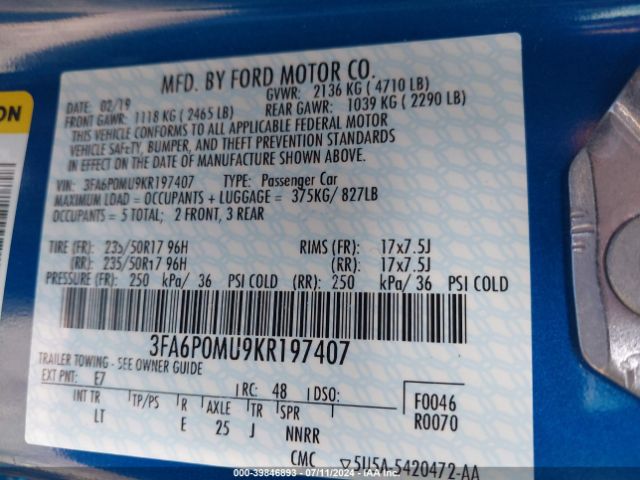 ON
MFD. BY FORD MOTOR CO.
DATE: 02/19 GVWR: 2136 KG ( 4710 LB)
FRONT GAWR: 1118 KG ( 2465 LB) REAR GAWR: 1039 KG ( 2290 LB)
THIS VEHICLE CONFORMS TO ALL APPLICABLE FEDERAL MOTOR
VEHICLE SAFETY, BUMPER, AND THEFT PREVENTION STANDARDS
IN EFFECT ON THE DATE OF MANUFACTURE SHOWN ABOVE.
VIN: 3FA6P0MU9KR197407 TYPE: Passenger Car
MAXIMUM LOAD = OCCUPANTS + LUGGAGE = 375KG/ 827LB
OCCUPANTS = 5 TOTAL; 2 FRONT, 3 REAR
TIRE (FR): 235/50R17 96H RIMS (FR): 17x7.5J
(RR): 235/50R17 96H (RR): 17x7.5J
PRESSURE (FR): 250 kPa/ 36 PSI COLD (RR): 250 kPa/ 36 PSI COLD
3FA6P0MU9KR197407
TRAILER TOWING - SEE OWNER GUIDE
EXT PNT: E7 RC: 48 DSO: F0046
INT TR TP/PS R AXLE TR SPR R0070
LT E 25 J NNRR
CMC 5U5A-5420472-AA
IAA-39846893 07/11/2024 Copyright IAA, LLC